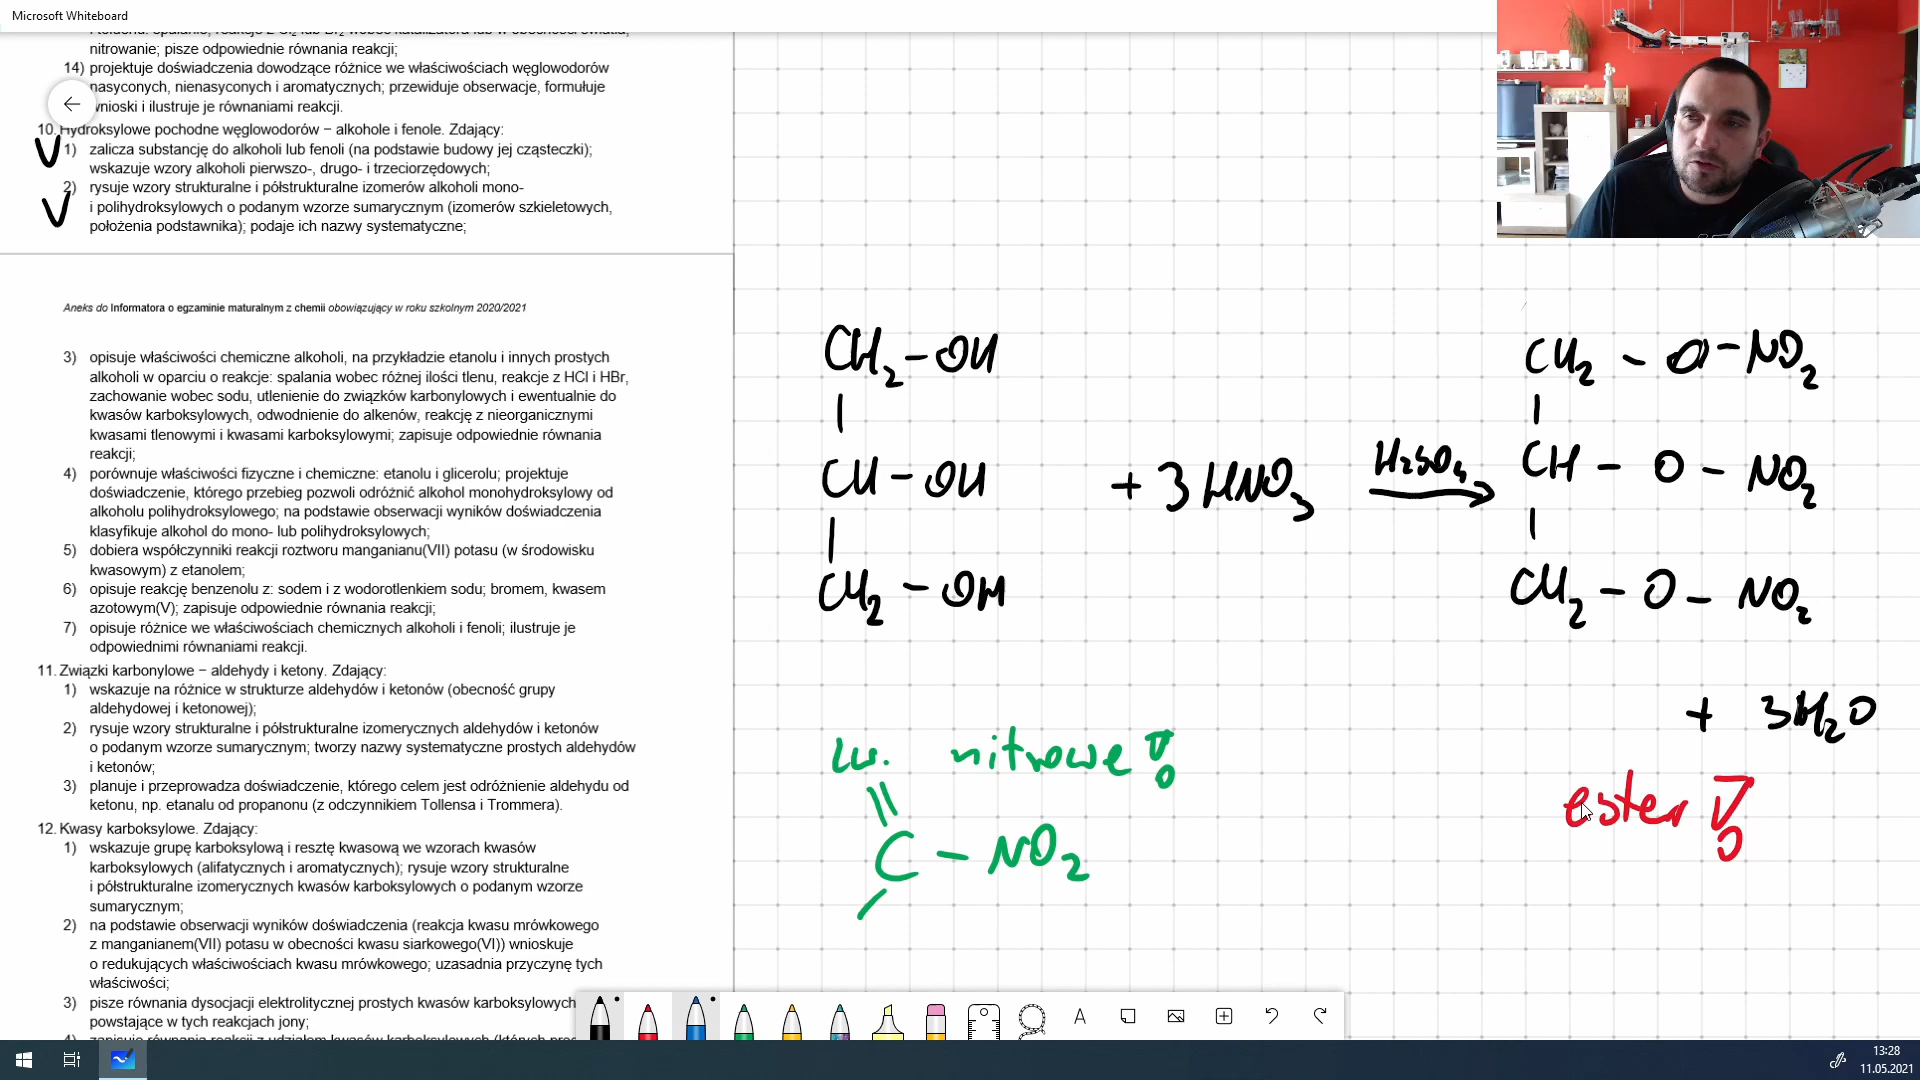 Microsoft Whiteboard
nitrowanie; pisze odpowiednie równania reakcji;
14) projektuje doświadczenia dowodzące różnice we właściwościach węglowodorów
nasyconych, nienasyconych i aromatycznych; przewiduje obserwacje, formułuje
wnioski i ilustruje je równaniami reakcji.
10. Hydroksylowe pochodne węglowodorów − alkohole i fenole. Zdający:
1) zalicza substancję do alkoholi lub fenoli (na podstawie budowy jej cząsteczki);
wskazuje wzory alkoholi pierwszo-, drugo- i trzeciorzędowych;
2) rysuje wzory strukturalne i półstrukturalne izomerów alkoholi mono-
i polihydroksylowych o podanym wzorze sumarycznym (izomerów szkieletowych,
położenia podstawnika); podaje ich nazwy systematyczne;
Aneks do Informatora o egzaminie maturalnym z chemii obowiązujący w roku szkolnym 2020/2021
3) opisuje właściwości chemiczne alkoholi, na przykładzie etanolu i innych prostych
alkoholi w oparciu o reakcje: spalania wobec różnej ilości tlenu, reakcje z HCl i HBr,
zachowanie wobec sodu, utlenienie do związków karbonylowych i ewentualnie do
kwasów karboksylowych, odwodnienie do alkenów, reakcję z nieorganicznymi
kwasami tlenowymi i kwasami karboksylowymi; zapisuje odpowiednie równania
reakcji;
4) porównuje właściwości fizyczne i chemiczne: etanolu i glicerolu; projektuje
doświadczenie, którego przebieg pozwoli odróżnić alkohol monohydroksylowy od
alkoholu polihydroksylowego; na podstawie obserwacji wyników doświadczenia
klasyfikuje alkohol do mono- lub polihydroksylowych;
5) dobiera współczynniki reakcji roztworu manganianu(VII) potasu (w środowisku
kwasowym) z etanolem;
6) opisuje reakcję benzenolu z: sodem i z wodorotlenkiem sodu; bromem, kwasem
azotowym(V); zapisuje odpowiednie równania reakcji;
7) opisuje różnice we właściwościach chemicznych alkoholi i fenoli; ilustruje je
odpowiednimi równaniami reakcji.
11. Związki karbonylowe − aldehydy i ketony. Zdający:
1) wskazuje na różnice w strukturze aldehydów i ketonów (obecność grupy
aldehydowej i ketonowej);
2) rysuje wzory strukturalne i półstrukturalne izomerycznych aldehydów i ketonów
o podanym wzorze sumarycznym; tworzy nazwy systematyczne prostych aldehydów
i ketonów;
3) planuje i przeprowadza doświadczenie, którego celem jest odróżnienie aldehydu od
ketonu, np. etanalu od propanonu (z odczynnikiem Tollensa i Trommera).
12. Kwasy karboksylowe. Zdający:
1) wskazuje grupę karboksylową i resztę kwasową we wzorach kwasów
karboksylowych (alifatycznych i aromatycznych); rysuje wzory strukturalne
i półstrukturalne izomerycznych kwasów karboksylowych o podanym wzorze
sumarycznym;
2) na podstawie obserwacji wyników doświadczenia (reakcja kwasu mrówkowego
z manganianem(VII) potasu w obecności kwasu siarkowego(VI)) wnioskuje
o redukujących właściwościach kwasu mrówkowego; uzasadnia przyczynę tych
właściwości;
3) pisze równania dysocjacji elektrolitycznej prostych kwasów karboksylowych
powstające w tych reakcjach jony;
CH2 – OH
CH – OH
CH2 – OH
+ 3 HNO3
H2SO4
CH2 – O – NO2
CH – O – NO2
CH2 – O – NO2
+ 3H2O
zw. nitrowe !
C – NO2
ester !
13:28
11.05.2021